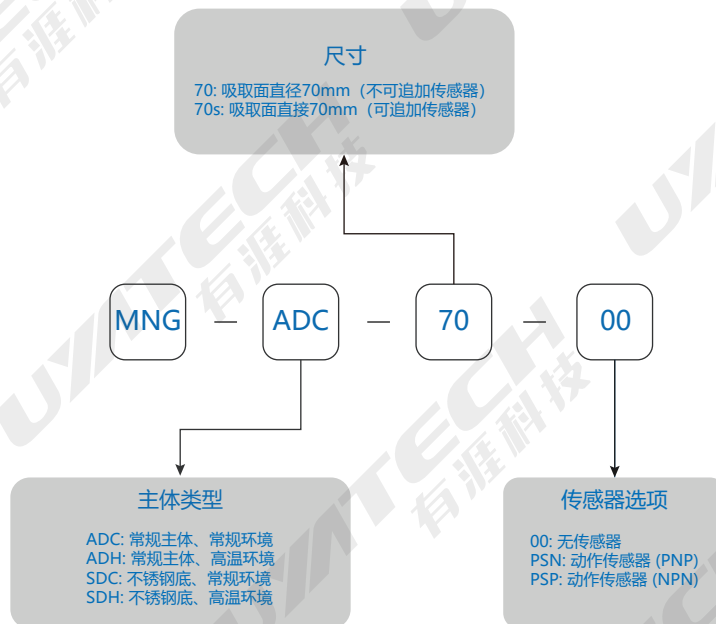 尺寸
70: 吸取面直径70mm（不可追加传感器）
70s: 吸取面直接70mm（可追加传感器）
MNG — ADC — 70 — 00
主体类型
ADC: 常规主体、常规环境
ADH: 常规主体、高温环境
SDC: 不锈钢底、常规环境
SDH: 不锈钢底、高温环境
传感器选项
00: 无传感器
PSN: 动作传感器 (PNP)
PSP: 动作传感器 (NPN)
UYATECH
有涯科技